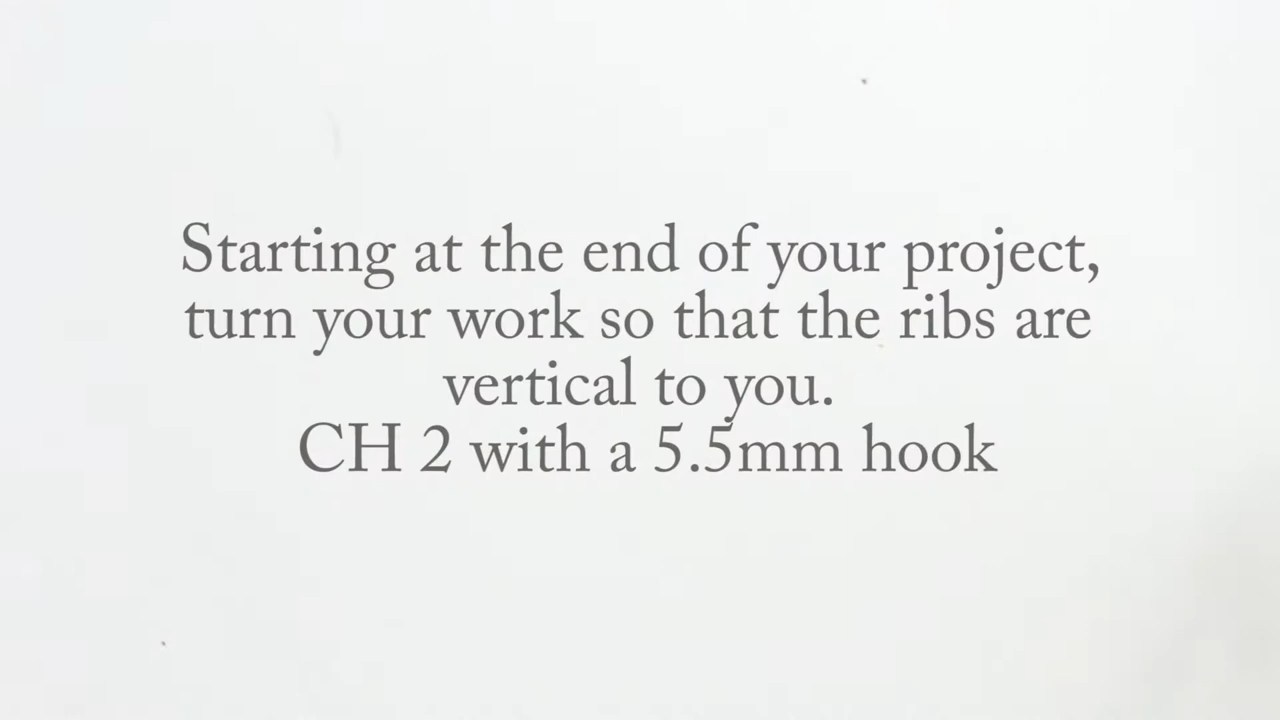 Starting at the end of your project,
turn your work so that the ribs are
vertical to you.
CH 2 with a 5.5mm hook